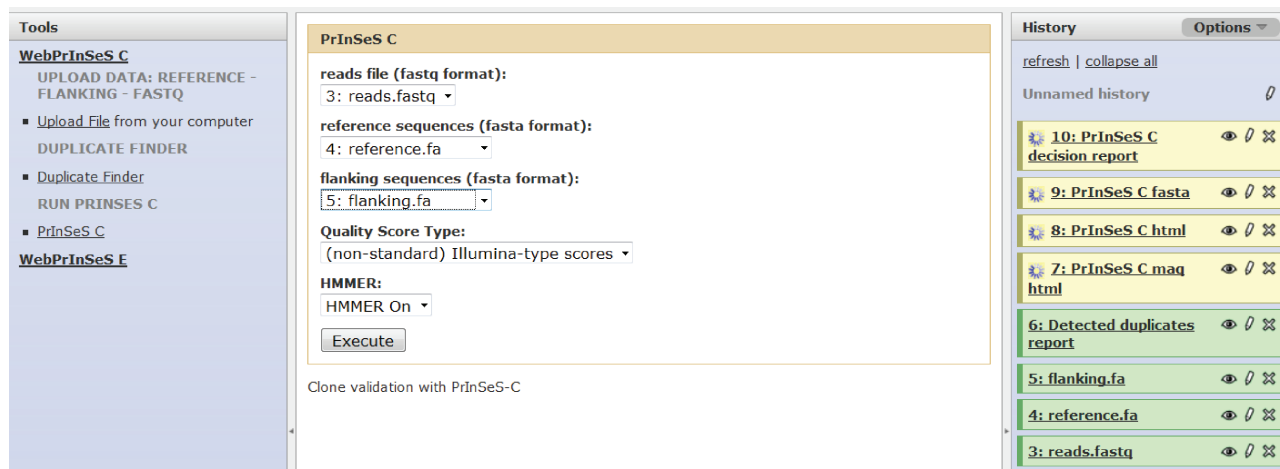 Tools
WebPrInSeS C
UPLOAD DATA: REFERENCE -
FLANKING - FASTQ
Upload File from your computer
DUPLICATE FINDER
Duplicate Finder
RUN PRINSES C
PrInSeS C
WebPrInSeS E
PrInSeS C
reads file (fastq format):
3: reads.fastq
reference sequences (fasta format):
4: reference.fa
flanking sequences (fasta format):
5: flanking.fa
Quality Score Type:
(non-standard) Illumina-type scores
HMMER:
HMMER On
Execute
Clone validation with PrInSeS-C
History
Options
refresh | collapse all
Unnamed history
10: PrInSeS C
decision report
9: PrInSeS C fasta
8: PrInSeS C html
7: PrInSeS C maq
html
6: Detected duplicates
report
5: flanking.fa
4: reference.fa
3: reads.fastq